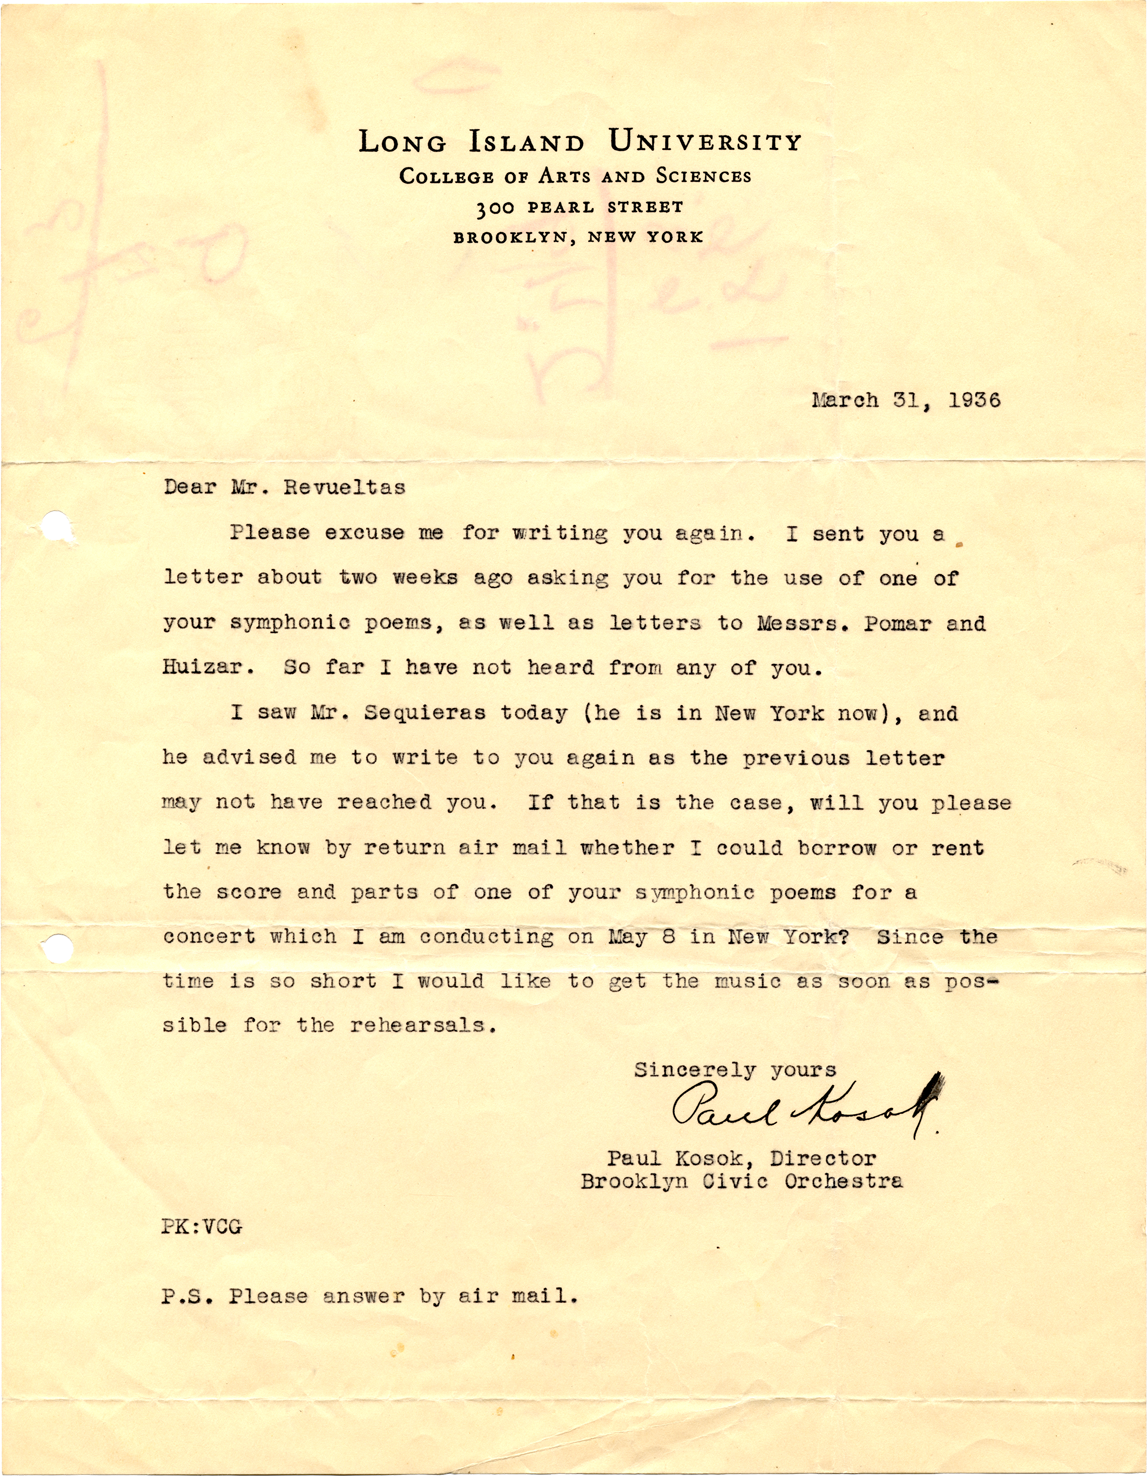 Long Island University
College of Arts and Sciences
300 Pearl Street
Brooklyn, New York
March 31, 1936
Dear Mr. Revueltas
Please excuse me for writing you again. I sent you a
letter about two weeks ago asking you for the use of one of
your symphonic poems, as well as letters to Messrs. Pomar and
Huizar. So far I have not heard from any of you.
I saw Mr. Sequieras today (he is in New York now), and
he advised me to write to you again as the previous letter
may not have reached you. If that is the case, will you please
let me know by return air mail whether I could borrow or rent
the score and parts of one of your symphonic poems for a
concert which I am conducting on May 8 in New York? Since the
time is so short I would like to get the music as soon as pos-
sible for the rehearsals.
Sincerely yours
Paul Kosok.
Paul Kosok, Director
Brooklyn Civic Orchestra
PK:VCG
P.S. Please answer by air mail.